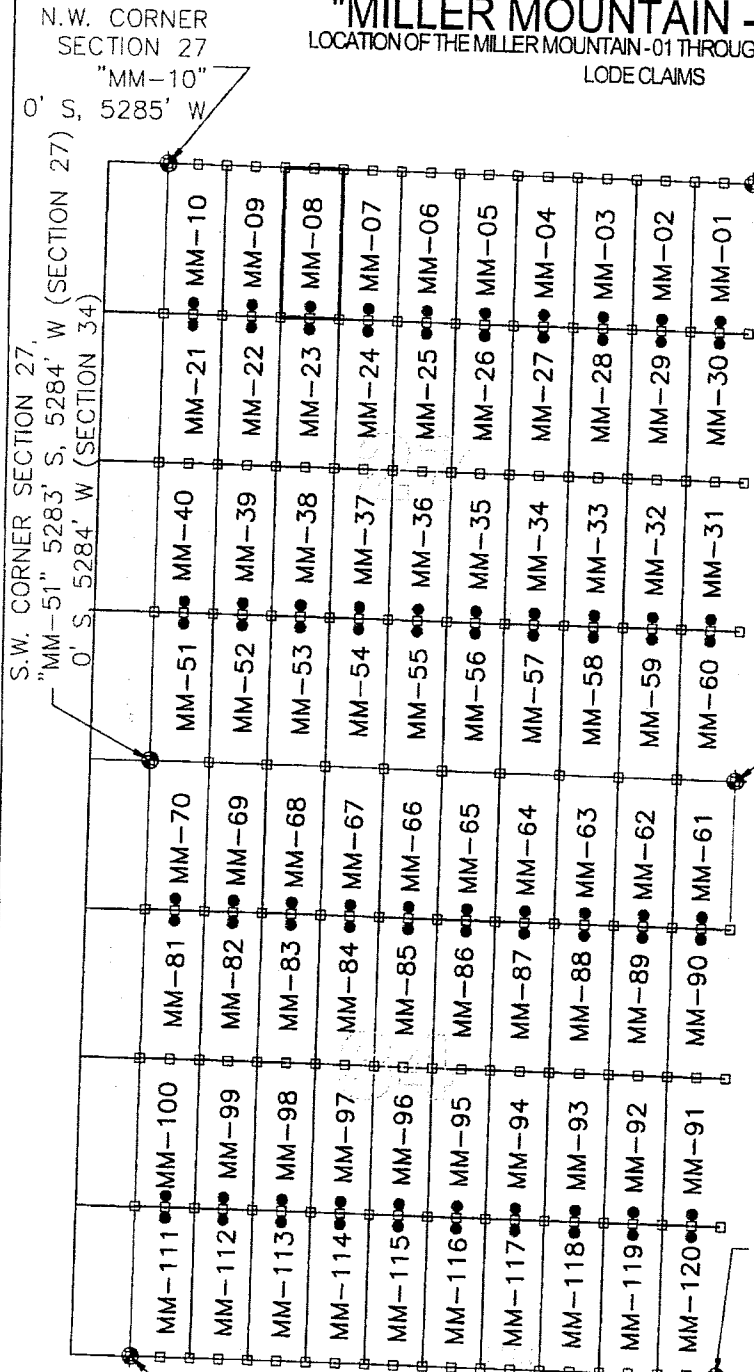 N.W. CORNER
SECTION 27
"MM-10"
0' S, 5285' W
"MILLER MOUNTAIN -
LOCATION OF THE MILLER MOUNTAIN - 01 THROUG
LODE CLAIMS
S.W. CORNER SECTION 27,
"MM-51" 5283' S, 5284' W (SECTION 27)
0' S 5284' W (SECTION 34)
MM-10 MM-09 MM-08 MM-07 MM-06 MM-05 MM-04 MM-03 MM-02 MM-01
MM-21 MM-22 MM-23 MM-24 MM-25 MM-26 MM-27 MM-28 MM-29 MM-30
MM-40 MM-39 MM-38 MM-37 MM-36 MM-35 MM-34 MM-33 MM-32 MM-31
MM-51 MM-52 MM-53 MM-54 MM-55 MM-56 MM-57 MM-58 MM-59 MM-60
MM-70 MM-69 MM-68 MM-67 MM-66 MM-65 MM-64 MM-63 MM-62 MM-61
MM-81 MM-82 MM-83 MM-84 MM-85 MM-86 MM-87 MM-88 MM-89 MM-90
MM-100 MM-99 MM-98 MM-97 MM-96 MM-95 MM-94 MM-93 MM-92 MM-91
MM-111 MM-112 MM-113 MM-114 MM-115 MM-116 MM-117 MM-118 MM-119 MM-120